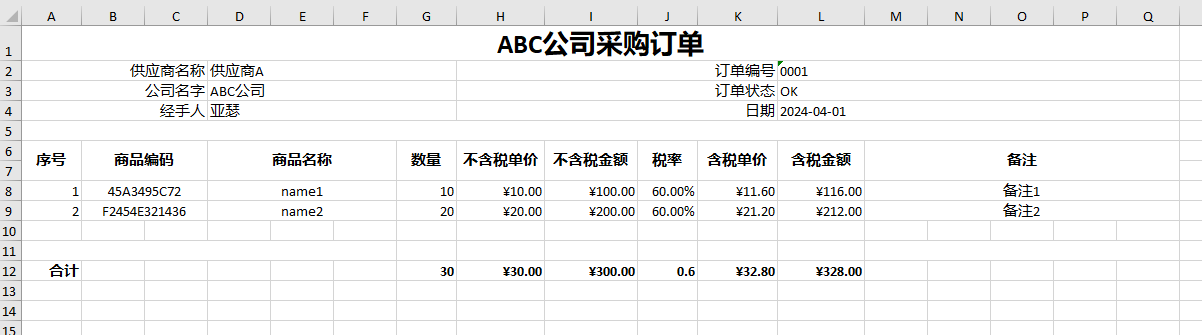 A B C D E F G H I J K L M N O P Q
1 ABC公司采购订单
2 供应商名称 供应商A 订单编号 0001
3 公司名字 ABC公司 订单状态 OK
4 经手人 亚瑟 日期 2024-04-01
5
6 序号 商品编码 商品名称 数量 不含税单价 不含税金额 税率 含税单价 含税金额 备注
7
8 1 45A3495C72 name1 10 ¥10.00 ¥100.00 60.00% ¥11.60 ¥116.00 备注1
9 2 F2454E321436 name2 20 ¥20.00 ¥200.00 60.00% ¥21.20 ¥212.00 备注2
10
11
12 合计 30 ¥30.00 ¥300.00 0.6 ¥32.80 ¥328.00
13
14
15